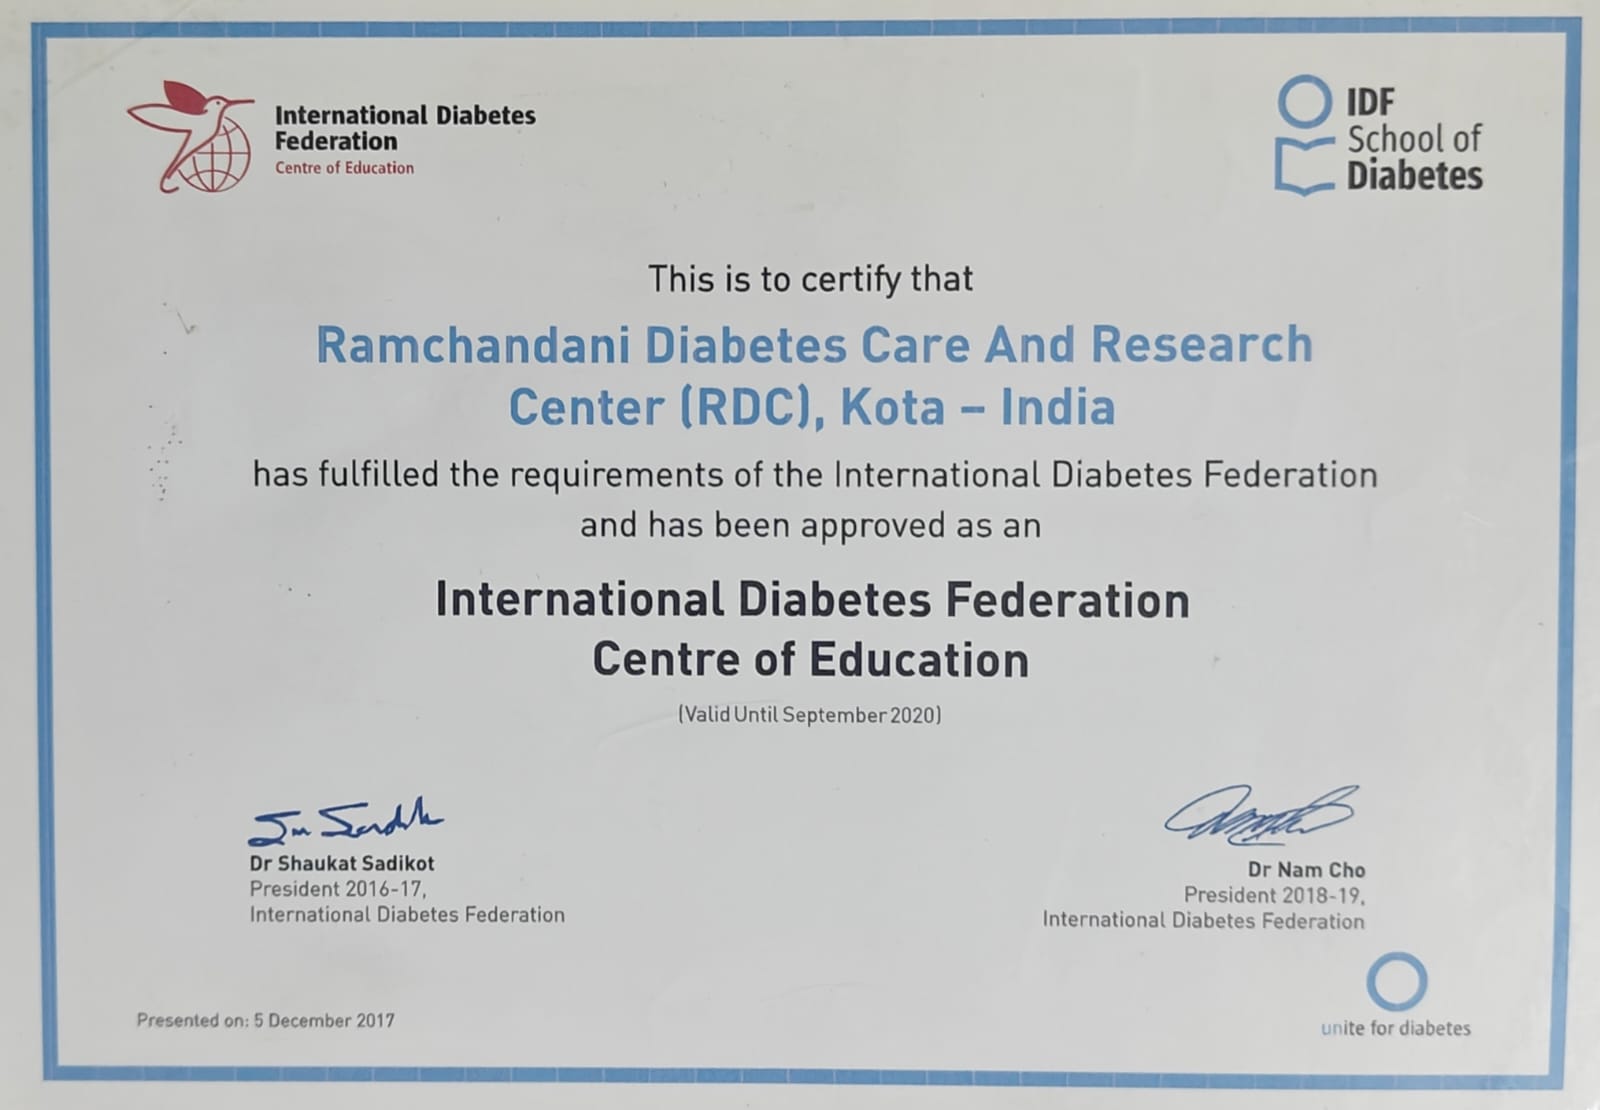 International Diabetes
Federation
Centre of Education
IDF
School of
Diabetes
This is to certify that
Ramchandani Diabetes Care And Research
Center (RDC), Kota – India
has fulfilled the requirements of the International Diabetes Federation
and has been approved as an
International Diabetes Federation
Centre of Education
(Valid Until September 2020)
Dr Shaukat Sadikot
President 2016-17,
International Diabetes Federation
Dr Nam Cho
President 2018-19,
International Diabetes Federation
Presented on: 5 December 2017
unite for diabetes